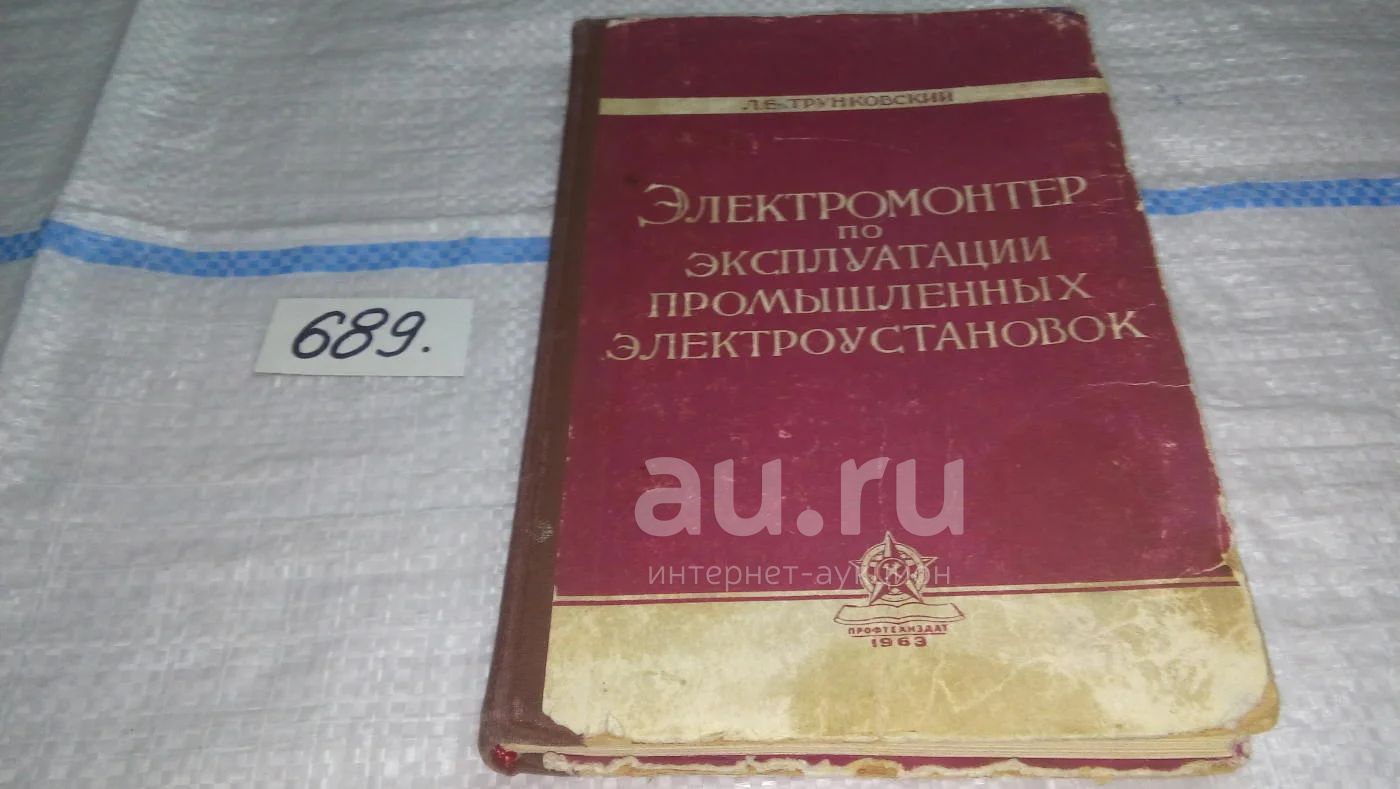 Л.Е. ТРУНКОВСКИЙ
ЭЛЕКТРОМОНТЕР
ПО
ЭКСПЛУАТАЦИИ
ПРОМЫШЛЕННЫХ
ЭЛЕКТРОУСТАНОВОК
689.
au.ru
интернет-аукцион
ПРОФТЕХИЗДАТ
1963